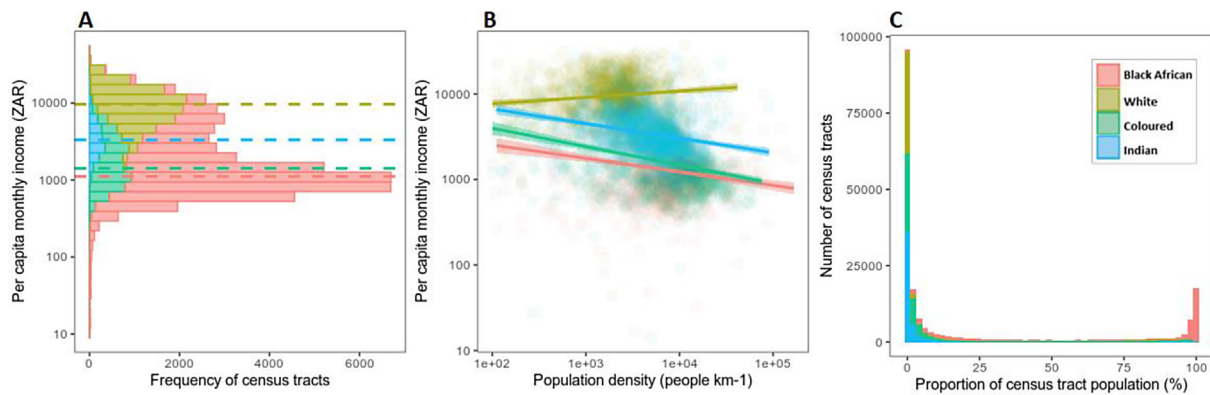 A
Per capita monthly income (ZAR)
10000
1000
100
10
0
2000
4000
6000
Frequency of census tracts
B
Per capita monthly income (ZAR)
10000
1000
100
10
1e+02
1e+03
1e+04
1e+05
Population density (people km-1)
C
Number of census tracts
100000
75000
50000
25000
0
0
25
50
75
100
Proportion of census tract population (%)
Black African
White
Coloured
Indian